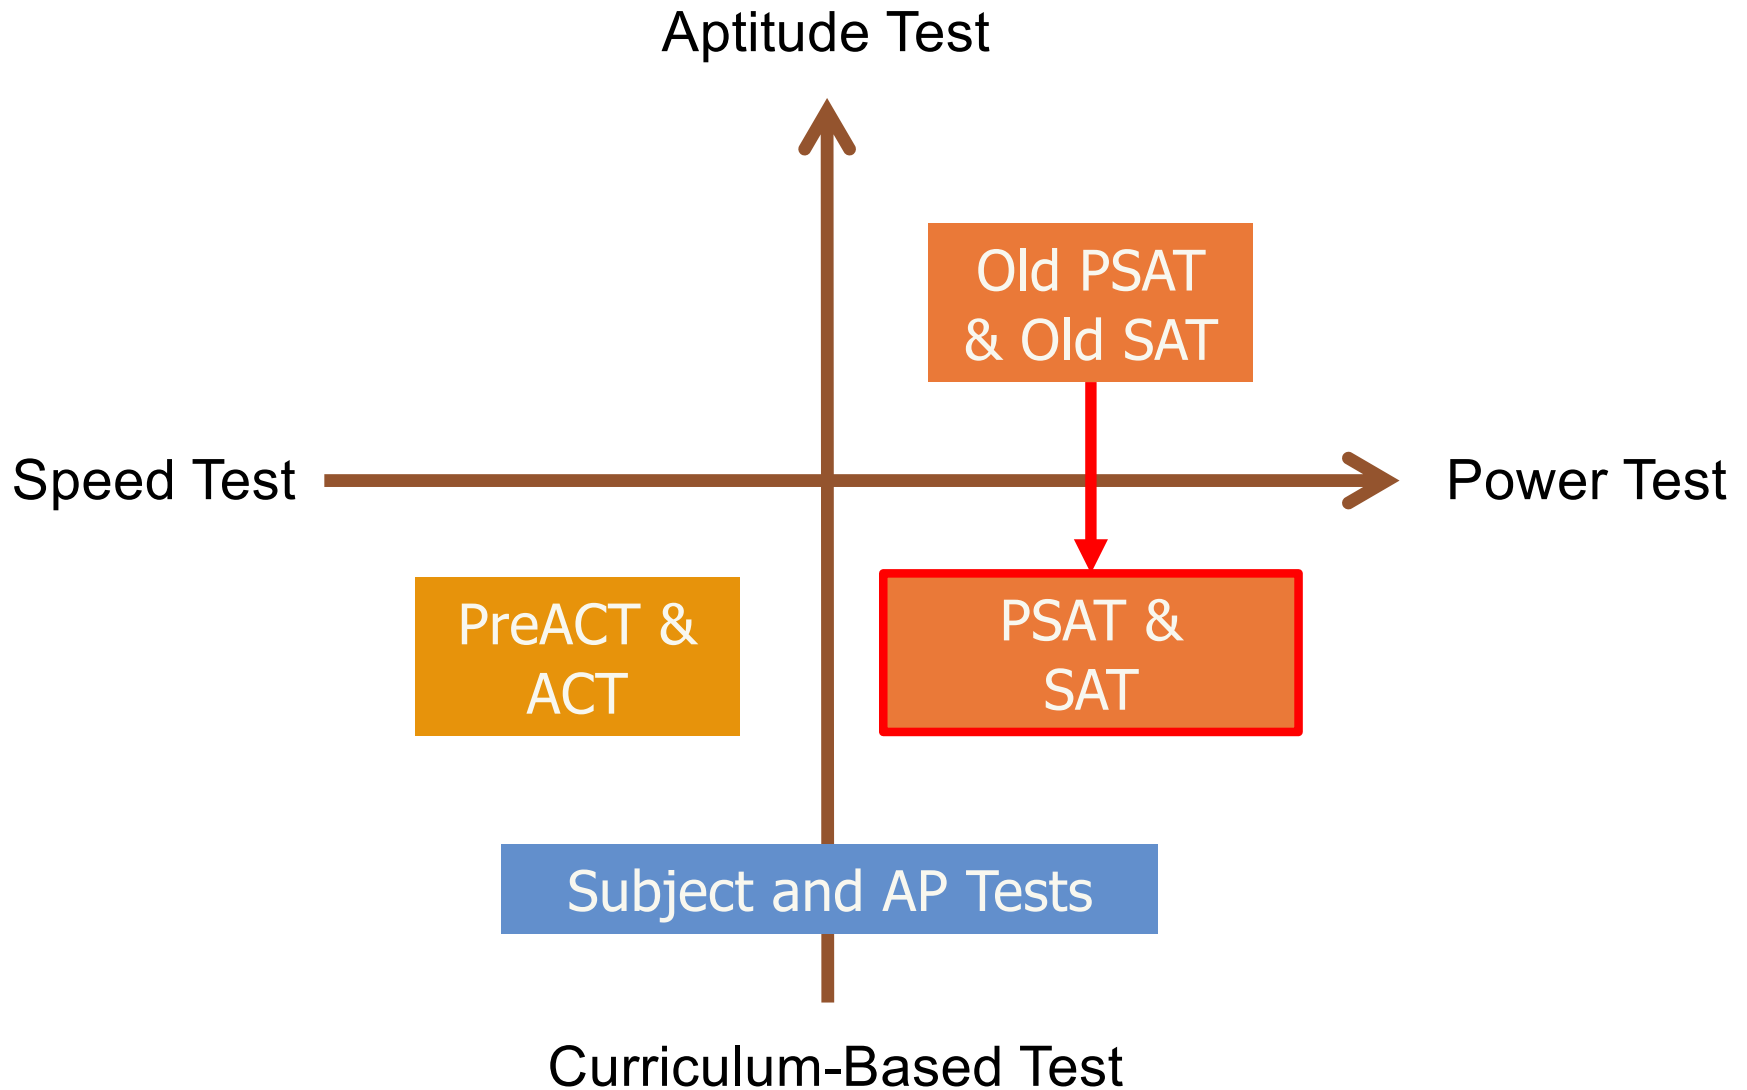 Aptitude Test
Old PSAT
& Old SAT
Speed Test
Power Test
PreACT &
ACT
PSAT &
SAT
Subject and AP Tests
Curriculum-Based Test